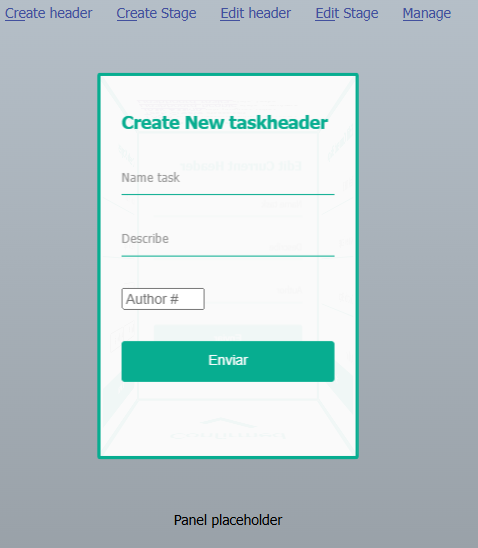 Create header Create Stage Edit header Edit Stage Manage
Create New taskheader
Name task
Describe
Author #
Enviar
Panel placeholder